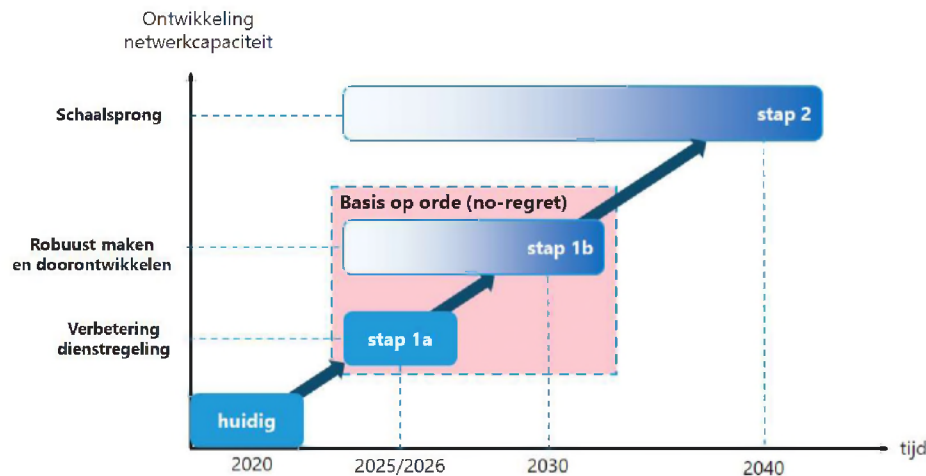 Ontwikkeling
netwerkcapaciteit
Schaalsprong
stap 2
Basis op orde (no-regret)
Robuust maken
en doorontwikkelen
stap 1b
Verbetering
dienstregeling
stap 1a
huidig
tijd
2020
2025/2026
2030
2040